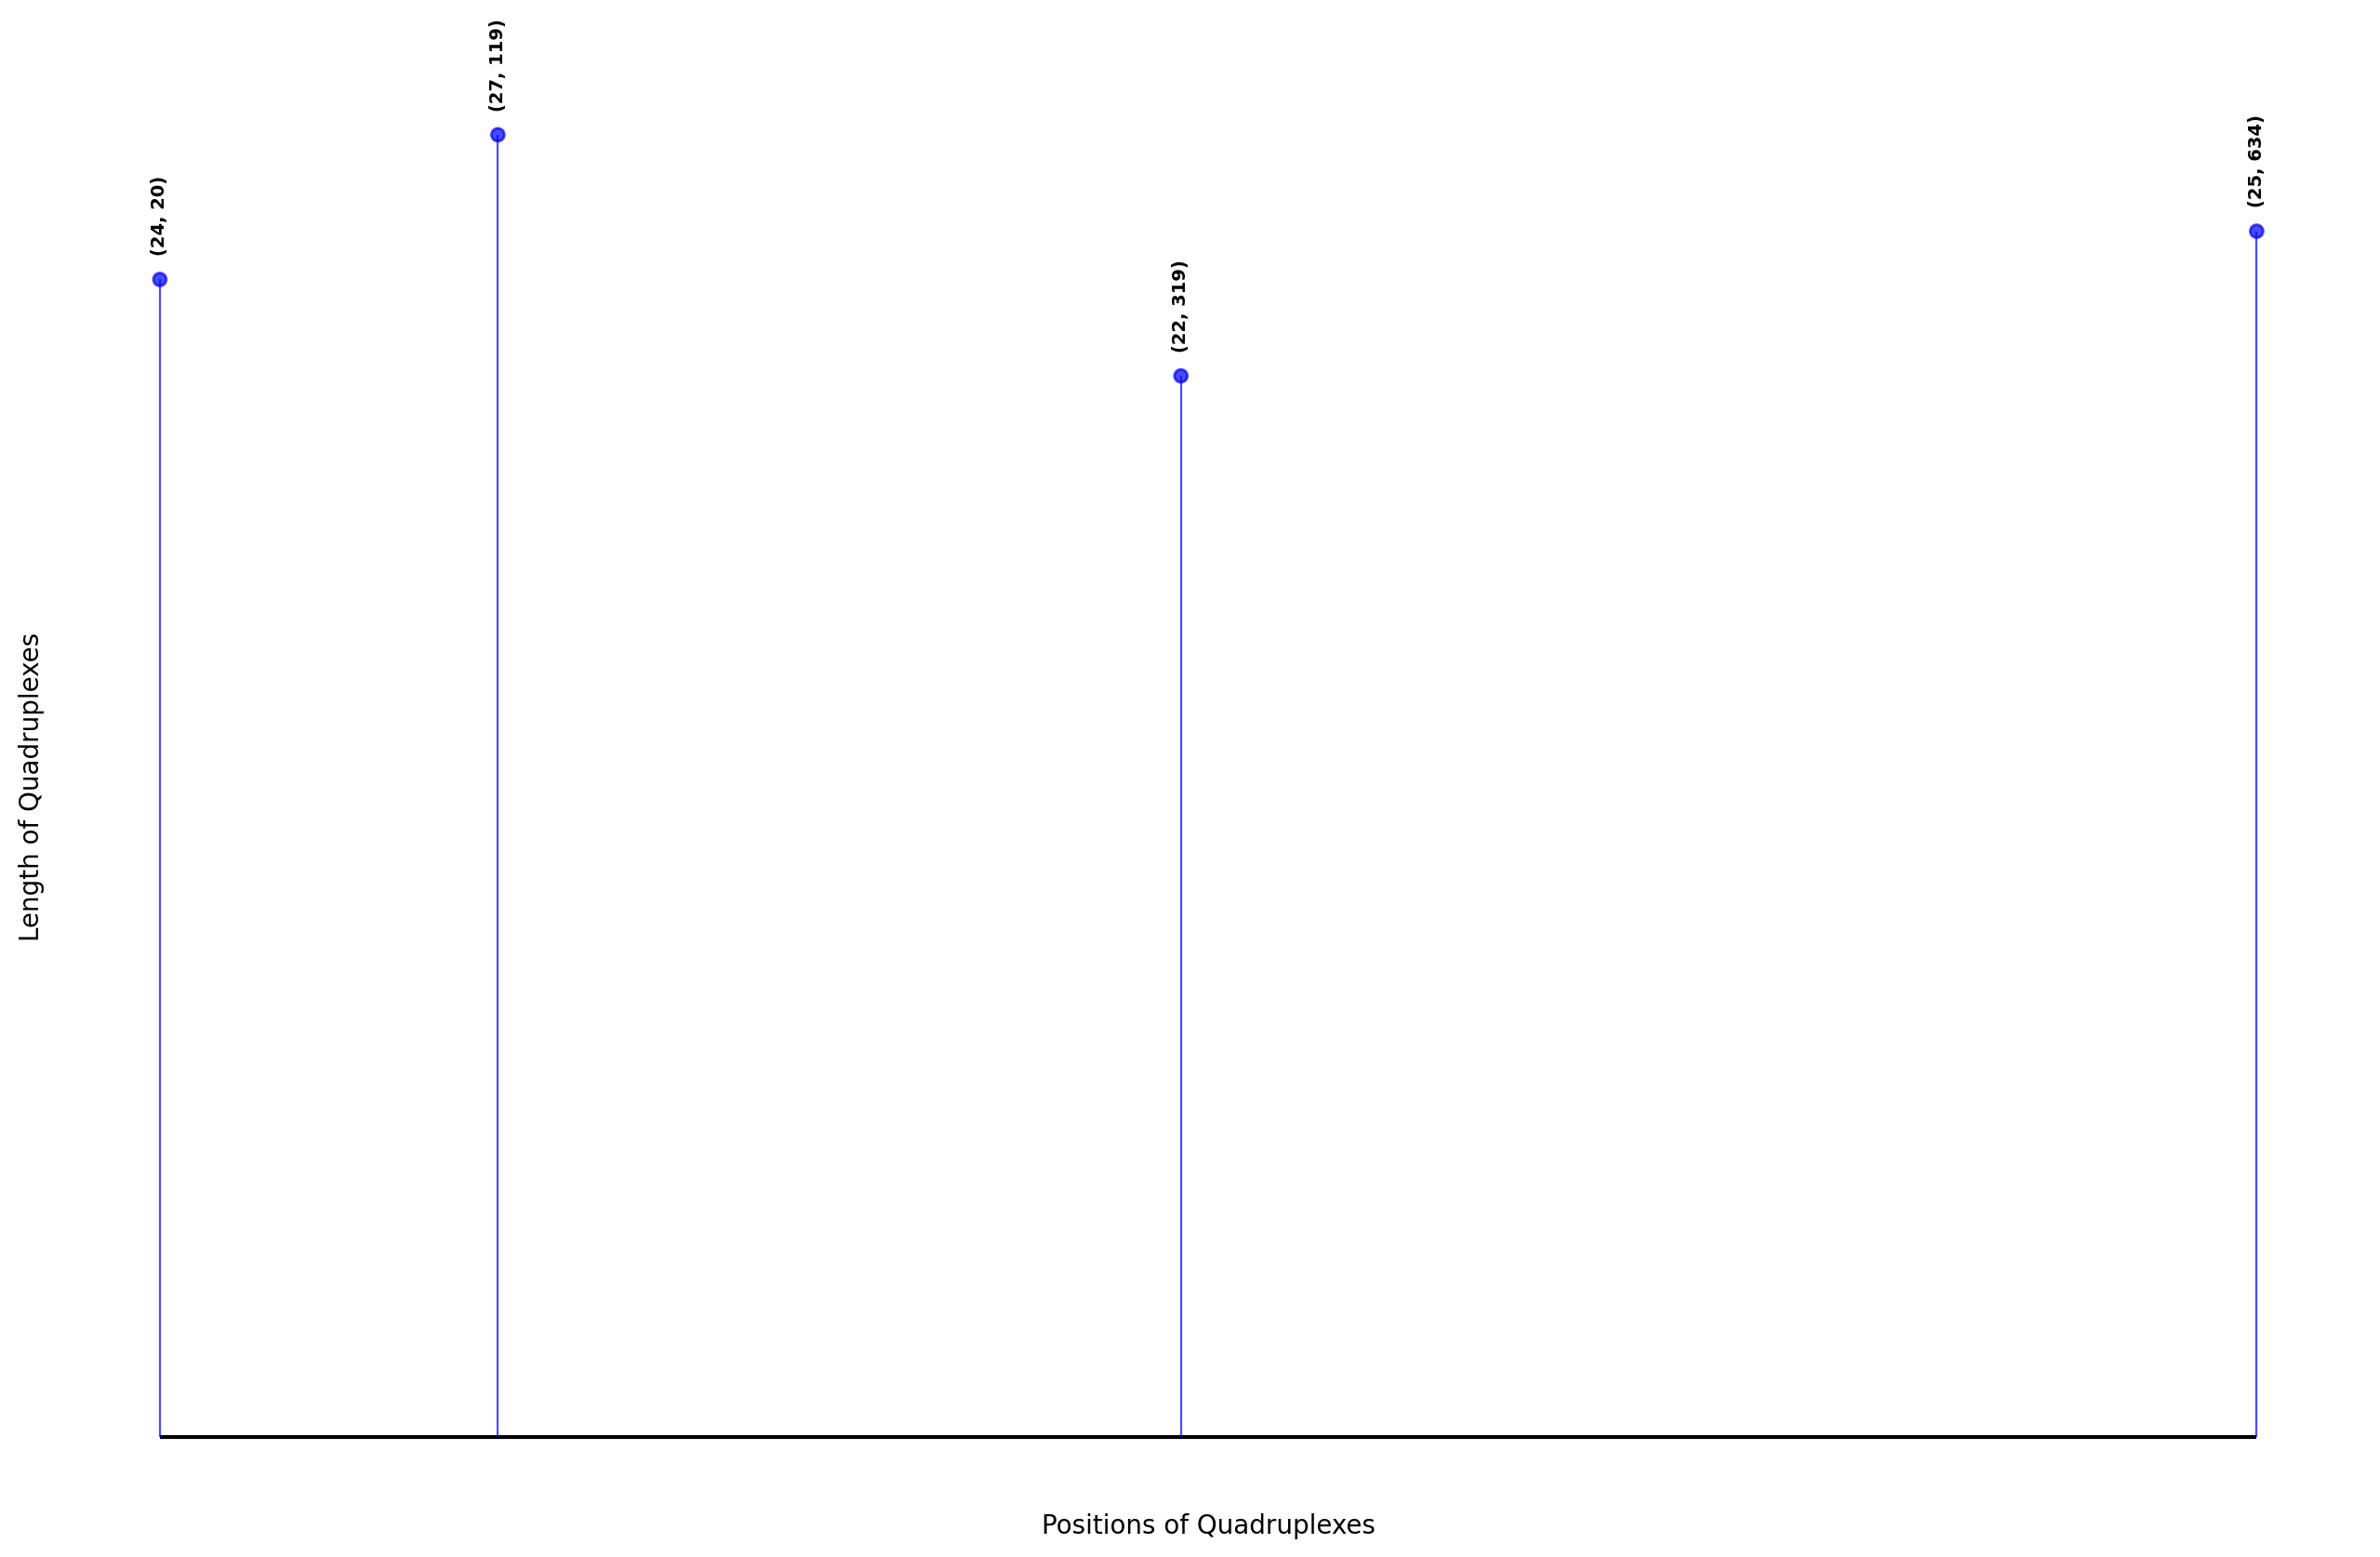 (27, 119)
(25, 634)
(24, 20)
(22, 319)
Length of Quadruplexes
Positions of Quadruplexes